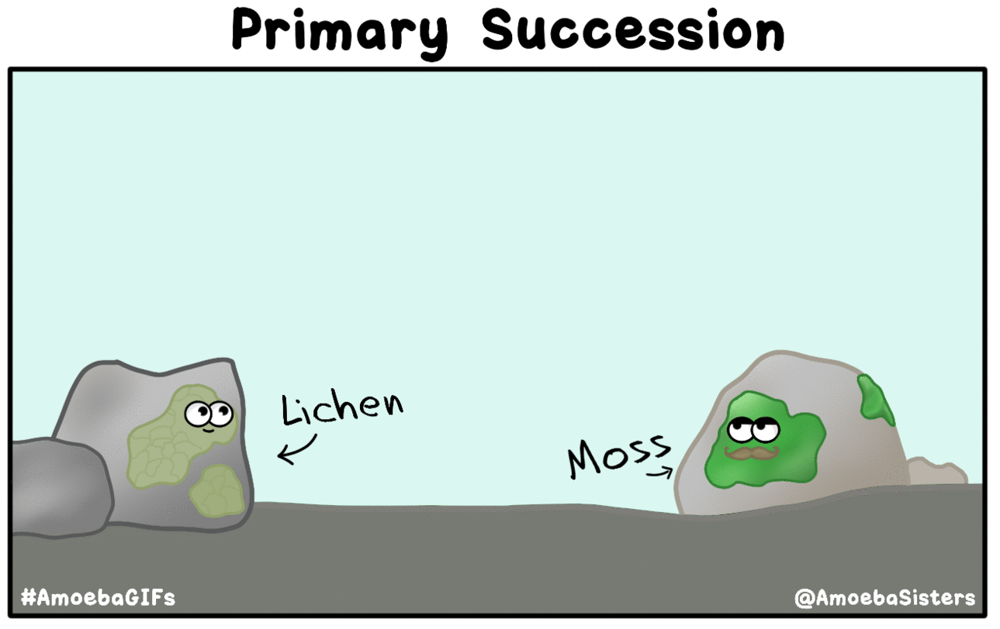 Primary Succession
Lichen
Moss
#AmoebaGIFs
@AmoebaSisters